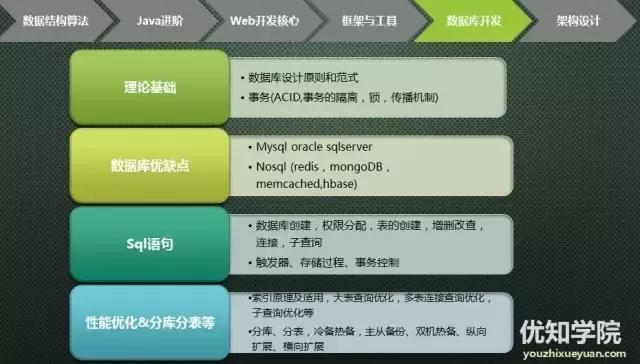 数据结构算法
Java进阶
Web开发核心
框架与工具
数据库开发
架构设计
理论基础
• 数据库设计原则和范式
• 事务(ACID,事务的隔离，锁，传播机制)
数据库优缺点
• Mysql oracle sqlserver
• Nosql (redis，mongoDB，
memcached,hbase)
Sql语句
• 数据库创建，权限分配，表的创建，增删改查，
连接，子查询
• 触发器、存储过程、事务控制
性能优化&分库分表等
• 索引原理及适用，大表查询优化，多表连接查询优化，
子查询优化等
• 分库、分表，冷备热备，主从备份、双机热备、纵向
扩展、横向扩展
优知学院
youzhixueyuan.com